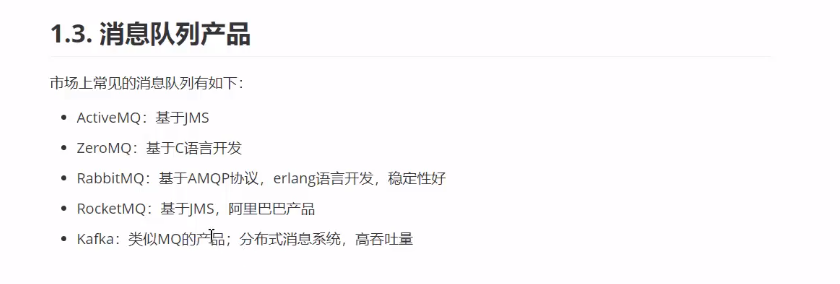 1.3. 消息队列产品
市场上常见的消息队列有如下：
ActiveMQ：基于JMS
ZeroMQ：基于C语言开发
RabbitMQ：基于AMQP协议，erlang语言开发，稳定性好
RocketMQ：基于JMS，阿里巴巴产品
Kafka：类似MQ的产品；分布式消息系统，高吞吐量